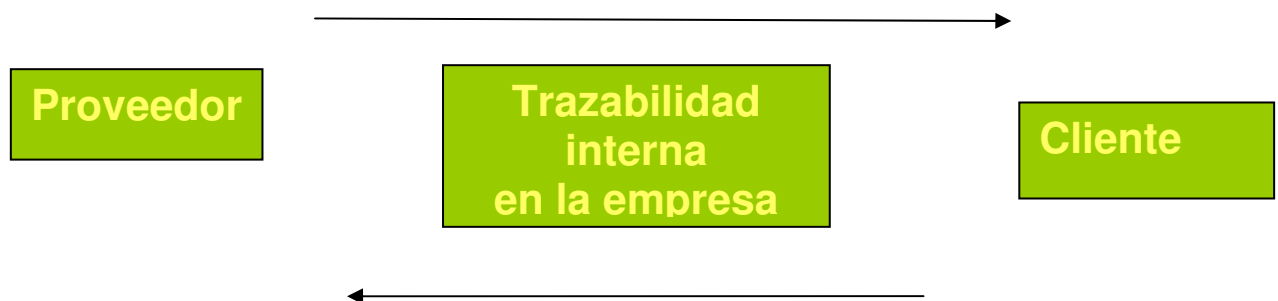 Proveedor
Trazabilidad
interna
en la empresa
Cliente